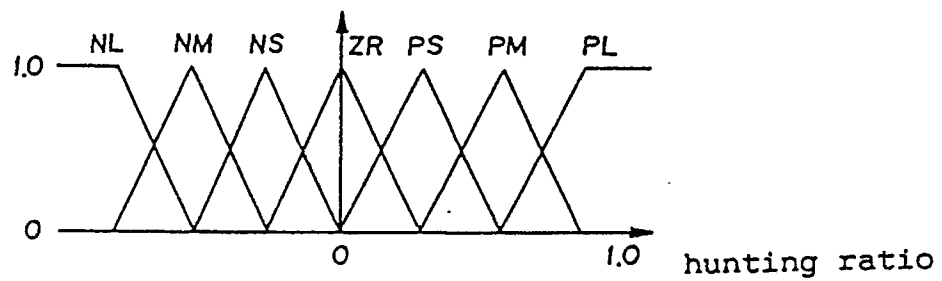 NL NM NS ZR PS PM PL
1.0
0
0 1.0
hunting ratio